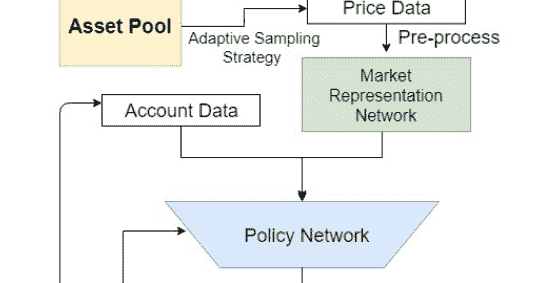 Price Data
Asset Pool
Adaptive Sampling
Strategy
Pre-process
Market
Representation
Network
Account Data
Policy Network